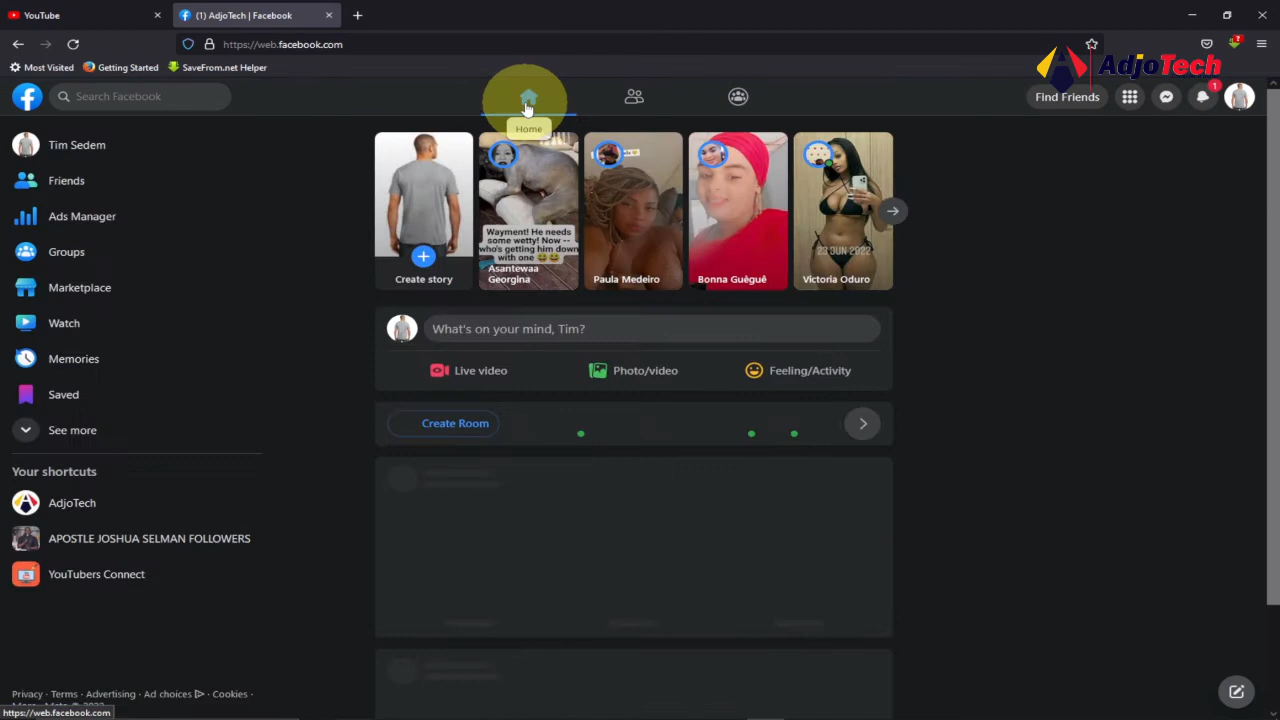 YouTube
(1) AdjoTech | Facebook
https://web.facebook.com
Most Visited
Getting Started
SaveFrom.net Helper
?
AdjoTech
Search Facebook
Home
Find Friends
1
Tim Sedem
Friends
Ads Manager
Groups
Marketplace
Watch
Memories
Saved
See more
Your shortcuts
AdjoTech
APOSTLE JOSHUA SELMAN FOLLOWERS
YouTubers Connect
Create story
Wayment! He needs
some wetty! Now --
who's getting him down
with one 😂😂
Asantewaa
Georgina
Paula Medeiro
Bonna Guèguê
23 JUN 2022
Victoria Oduro
What's on your mind, Tim?
Live video
Photo/video
Feeling/Activity
Create Room
Privacy · Terms · Advertising · Ad choices · Cookies ·
https://web.facebook.com